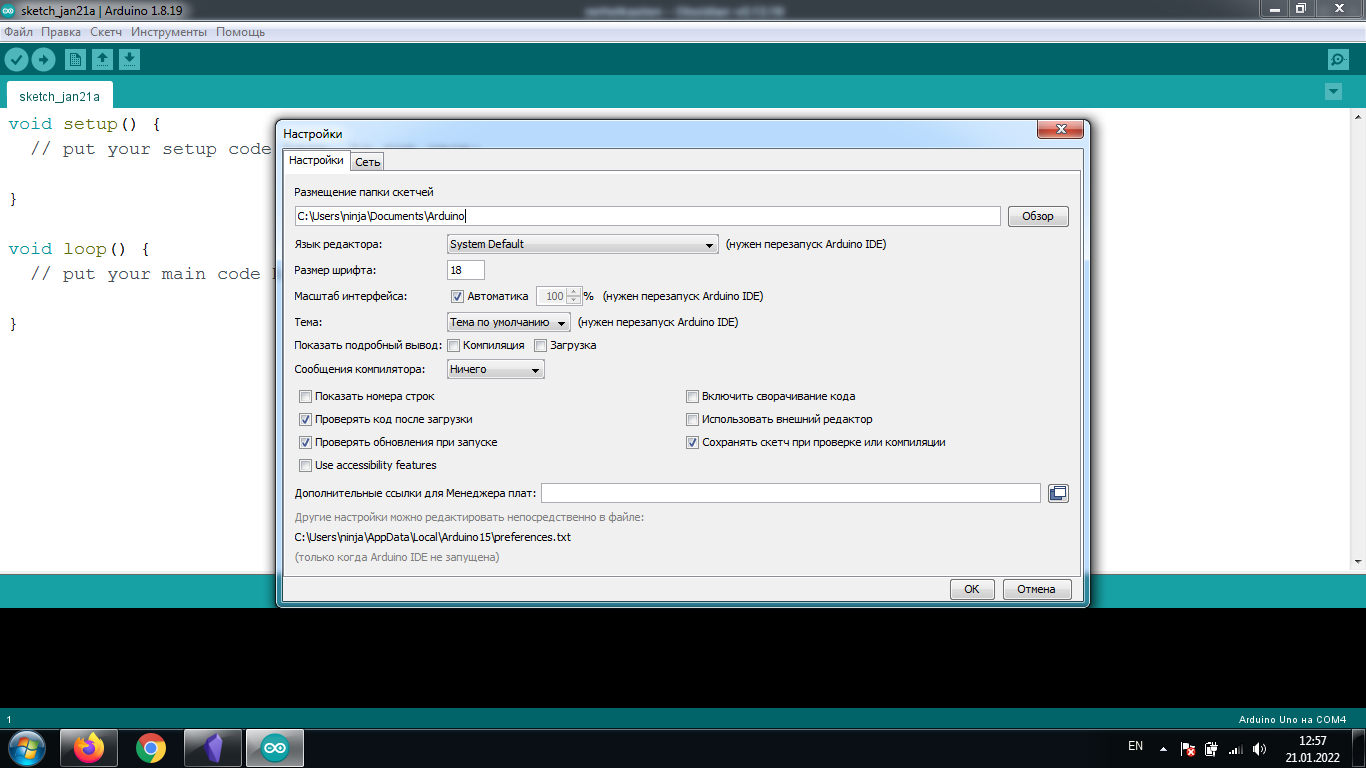 sketch_jan21a | Arduino 1.8.19
Файл Правка Скетч Инструменты Помощь
sketch_jan21a
void setup() {
// put your setup code
}
void loop() {
// put your main code
}
Настройки
Настройки Сеть
Размещение папки скетчей
C:\Users\ninja\Documents\Arduino Обзор
Язык редактора: System Default (нужен перезапуск Arduino IDE)
Размер шрифта: 18
Масштаб интерфейса: Автоматика 100 % (нужен перезапуск Arduino IDE)
Тема: Тема по умолчанию (нужен перезапуск Arduino IDE)
Показать подробный вывод: Компиляция Загрузка
Сообщения компилятора: Ничего
Показать номера строк Включить сворачивание кода
Проверять код после загрузки Использовать внешний редактор
Проверять обновления при запуске Сохранять скетч при проверке или компиляции
Use accessibility features
Дополнительные ссылки для Менеджера плат:
Другие настройки можно редактировать непосредственно в файле:
C:\Users\ninja\AppData\Local\Arduino15\preferences.txt
(только когда Arduino IDE не запущена)
OK Отмена
1 Arduino Uno на COM4
EN 12:57
21.01.2022